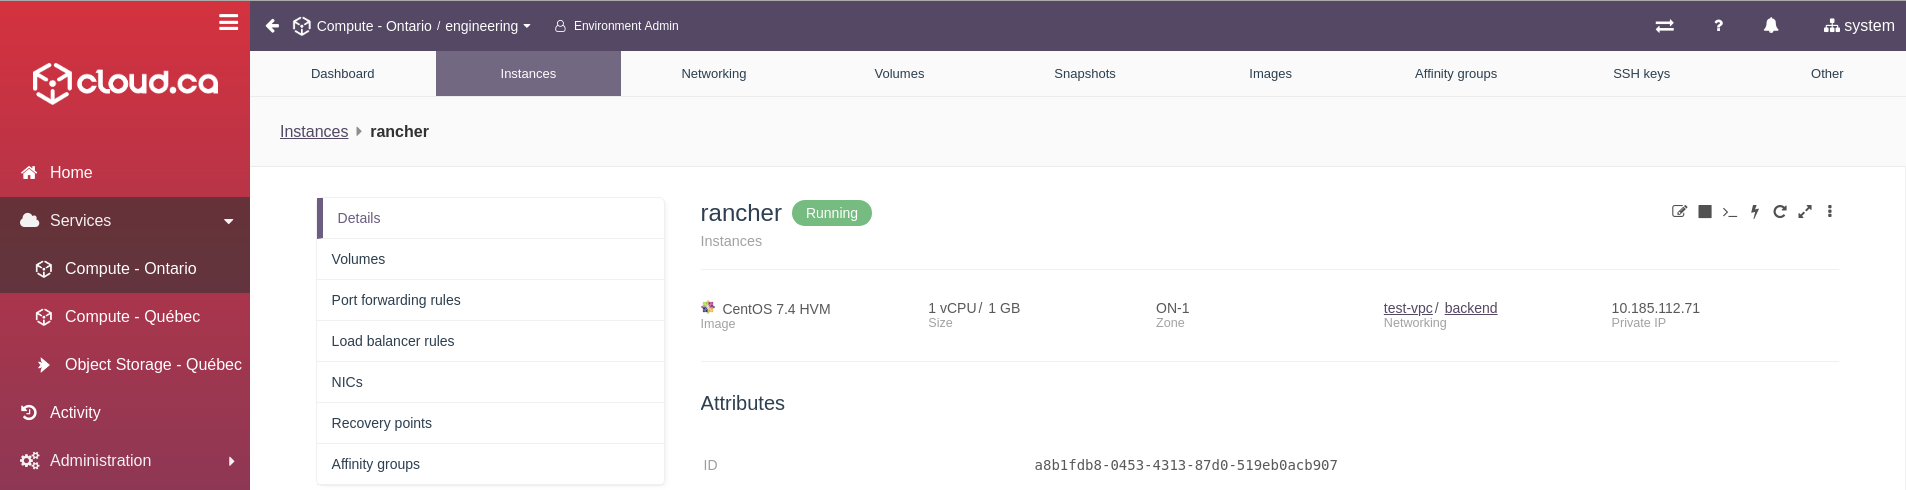 Compute - Ontario / engineering Environment Admin ? system
cloud.ca
Dashboard Instances Networking Volumes Snapshots Images Affinity groups SSH keys Other
Instances rancher
Home
Services
Compute - Ontario
Compute - Québec
Object Storage - Québec
Activity
Administration
Details
Volumes
Port forwarding rules
Load balancer rules
NICs
Recovery points
Affinity groups
rancher Running
Instances
CentOS 7.4 HVM 1 vCPU / 1 GB ON-1 test-vpc / backend 10.185.112.71
Image Size Zone Networking Private IP
Attributes
ID a8b1fdb8-0453-4313-87d0-519eb0acb907